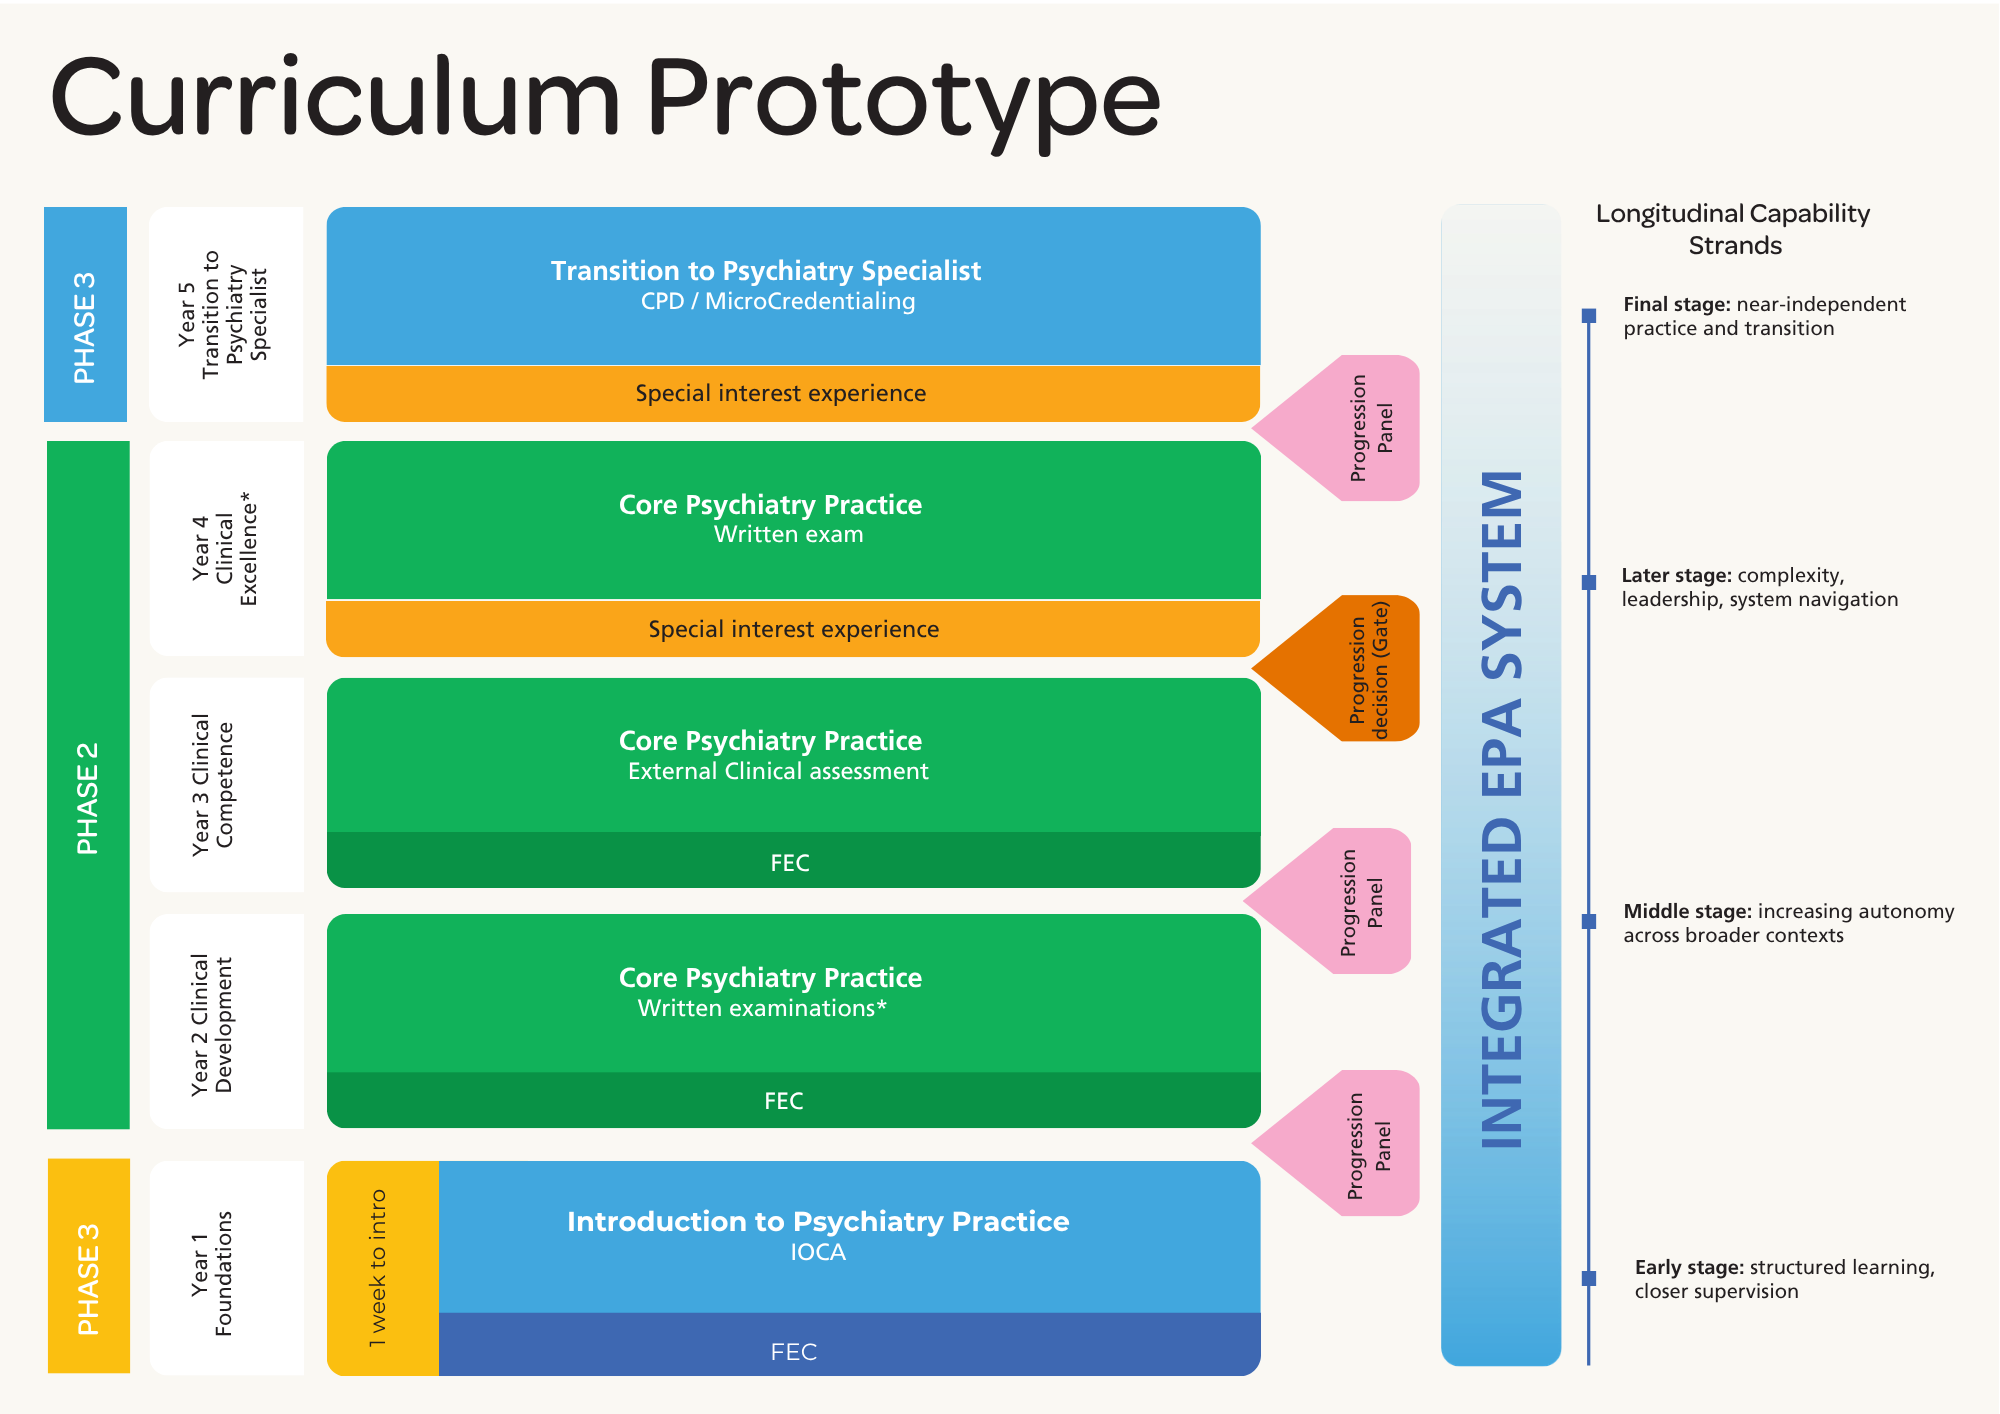 Curriculum Prototype
PHASE 3
Year 5
Transition to
Psychiatry
Specialist
Transition to Psychiatry Specialist
CPD / MicroCredentialing
Special interest experience
Progression
Panel
PHASE 2
Year 4
Clinical
Excellence*
Core Psychiatry Practice
Written exam
Special interest experience
Progression
decision (Gate)
Year 3 Clinical
Competence
Core Psychiatry Practice
External Clinical assessment
FEC
Progression
Panel
Year 2 Clinical
Development
Core Psychiatry Practice
Written examinations*
FEC
Progression
Panel
PHASE 3
Year 1
Foundations
1 week to intro
Introduction to Psychiatry Practice
IOCA
FEC
INTEGRATED EPA SYSTEM
Longitudinal Capability
Strands
Final stage: near-independent
practice and transition
Later stage: complexity,
leadership, system navigation
Middle stage: increasing autonomy
across broader contexts
Early stage: structured learning,
closer supervision